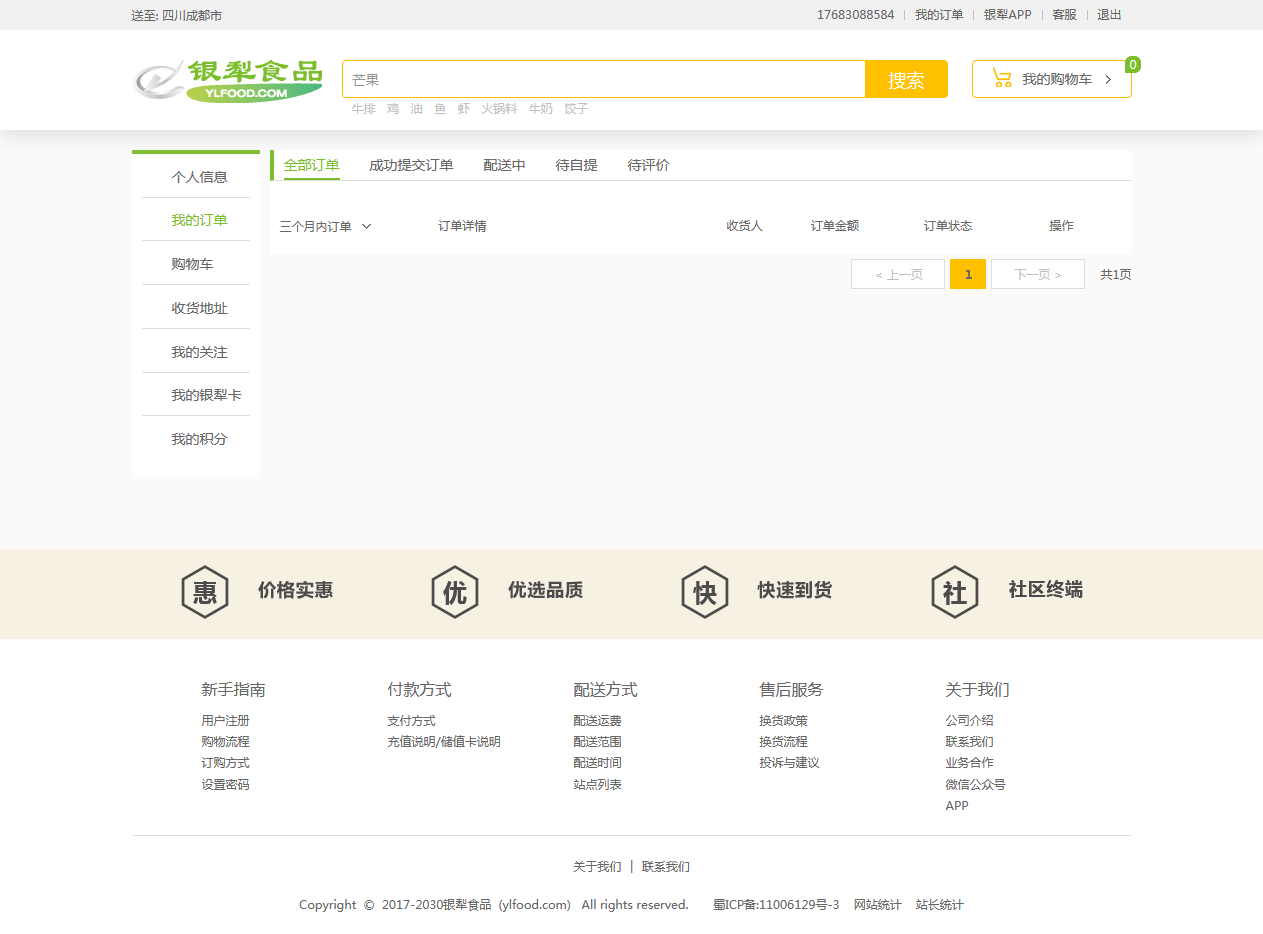 送至: 四川成都市 17683088584 我的订单 银犁APP 客服 退出
银犁食品
YLFOOD.COM
芒果 搜索 我的购物车 > 0
牛排 鸡 油 鱼 虾 火锅料 牛奶 饺子
个人信息
我的订单
购物车
收货地址
我的关注
我的银犁卡
我的积分
全部订单 成功提交订单 配送中 待自提 待评价
三个月内订单 订单详情 收货人 订单金额 订单状态 操作
< 上一页 1 下一页 > 共1页
惠 价格实惠 优 优选品质 快 快速到货 社 社区终端
新手指南 付款方式 配送方式 售后服务 关于我们
用户注册 支付方式 配送运费 换货政策 公司介绍
购物流程 充值说明/储值卡说明 配送范围 换货流程 联系我们
订购方式 配送时间 投诉与建议 业务合作
设置密码 站点列表 微信公众号
APP
关于我们 | 联系我们
Copyright © 2017-2030银犁食品 (ylfood.com) All rights reserved. 蜀ICP备:11006129号-3 网站统计 站长统计